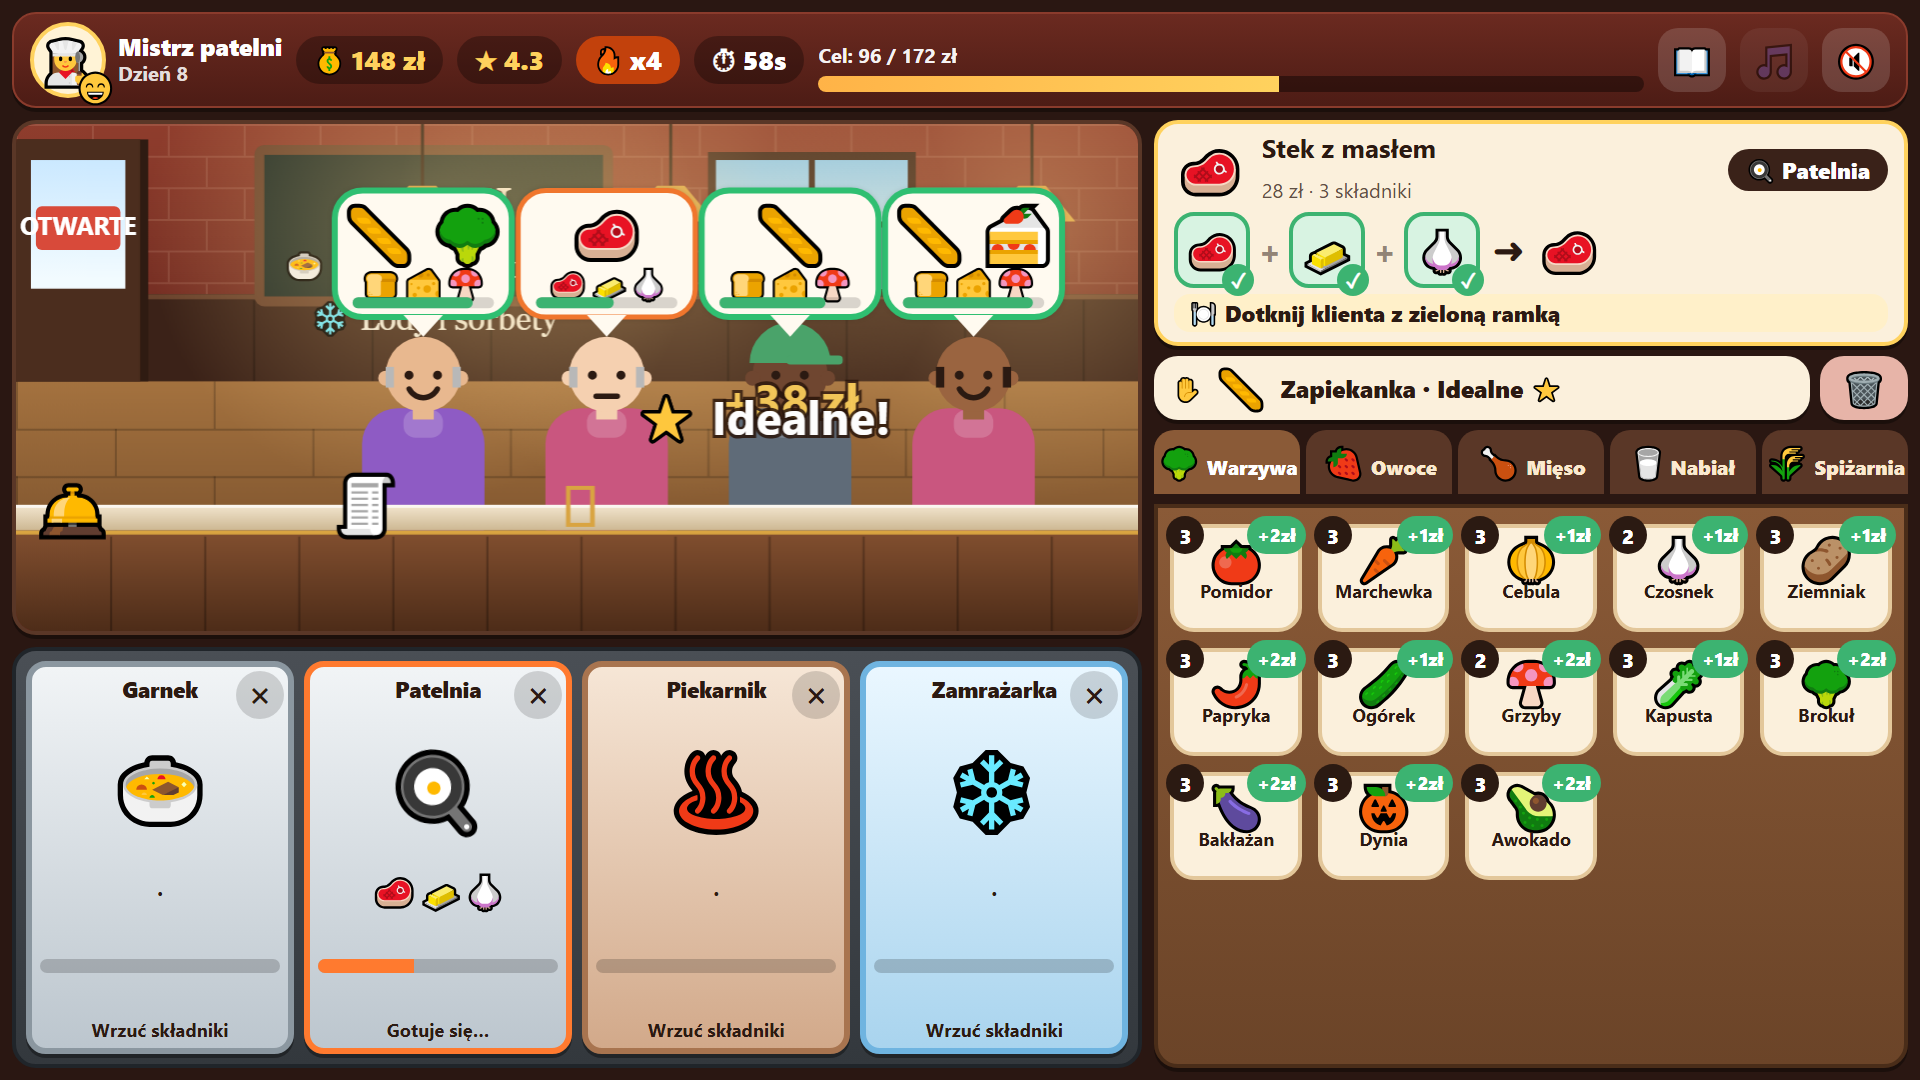 Mistrz patelni
Dzień 8
148 zł
4.3
x4
58s
Cel: 96 / 172 zł
OTWARTE
Lody i sorbety
+38 zł
Idealne!
Stek z masłem
28 zł · 3 składniki
Patelnia
+
+
Dotknij klienta z zieloną ramką
Zapiekanka · Idealne
Warzywa
Owoce
Mięso
Nabiał
Spiżarnia
3 +2zł Pomidor
3 +1zł Marchewka
3 +1zł Cebula
2 +1zł Czosnek
3 +1zł Ziemniak
3 +2zł Papryka
3 +1zł Ogórek
2 +2zł Grzyby
3 +1zł Kapusta
3 +2zł Brokuł
3 +2zł Bakłażan
3 +2zł Dynia
3 +2zł Awokado
Garnek
Wrzuć składniki
Patelnia
Gotuje się...
Piekarnik
Wrzuć składniki
Zamrażarka
Wrzuć składniki